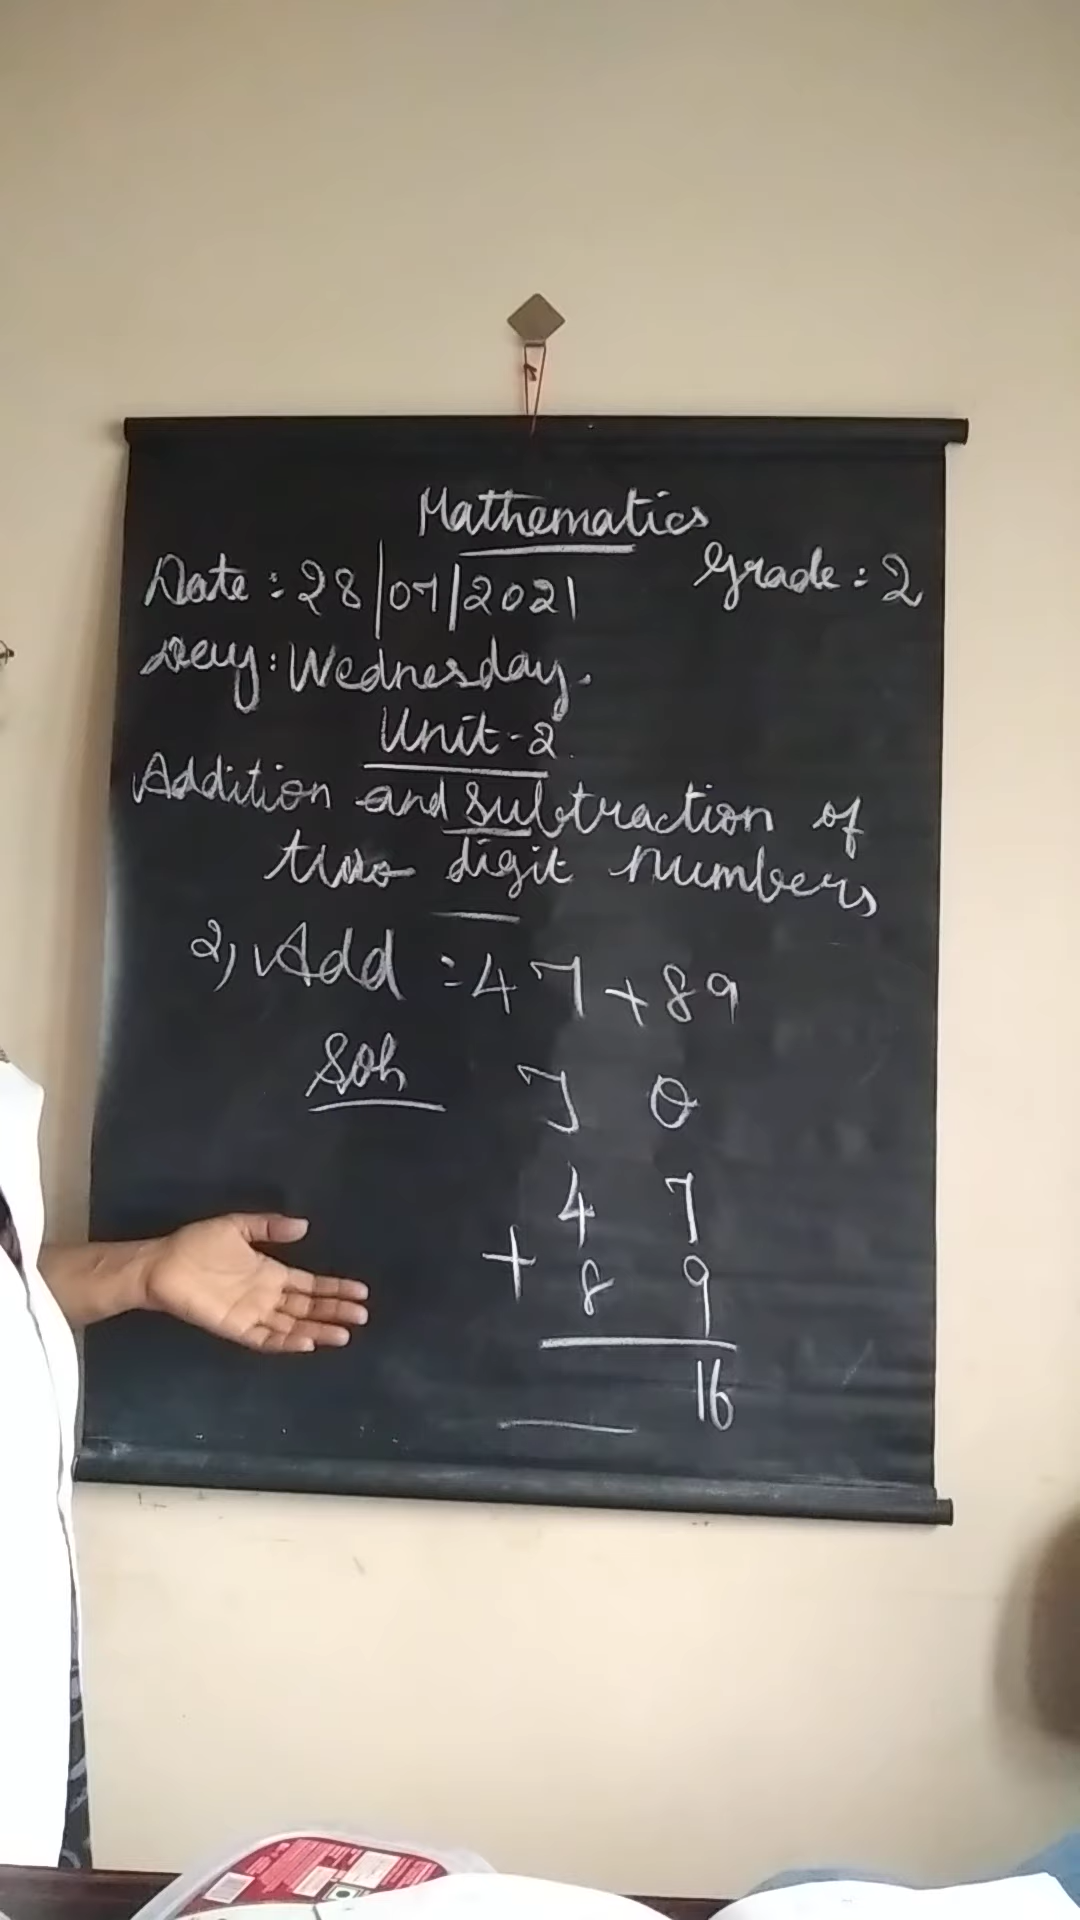 Mathematics
Date: 28/07/2021 Grade: 2
Day: Wednesday.
Unit-2
Addition and Subtraction of
two digit numbers
2) Add = 47 + 89
Soln
T O
4 7
+ 8 9
16